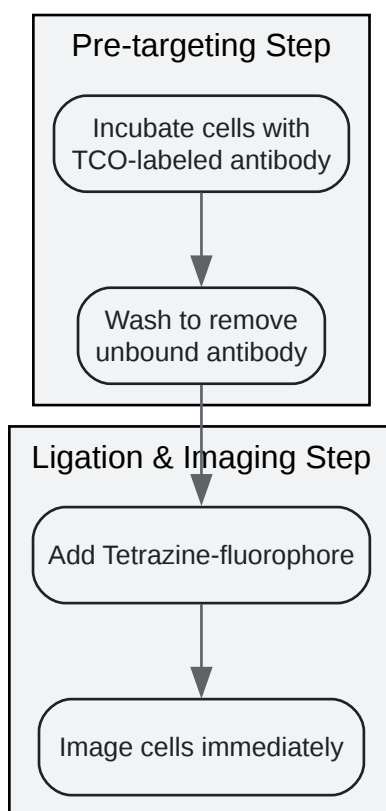 Pre-targeting Step
Incubate cells with
TCO-labeled antibody
Wash to remove
unbound antibody
Ligation & Imaging Step
Add Tetrazine-fluorophore
Image cells immediately